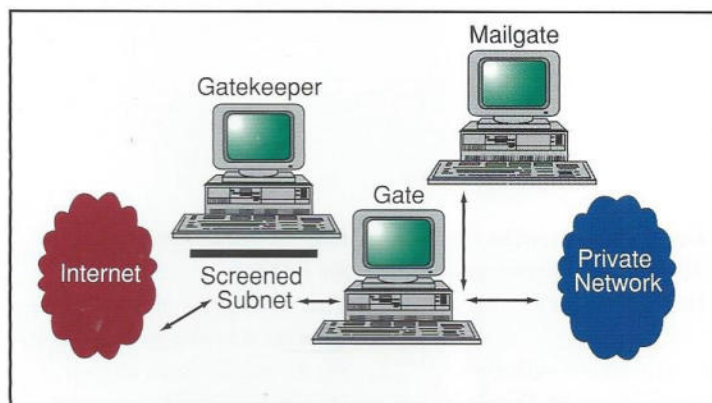 Mailgate
Gatekeeper
Gate
Internet
Screened
Subnet
Private
Network